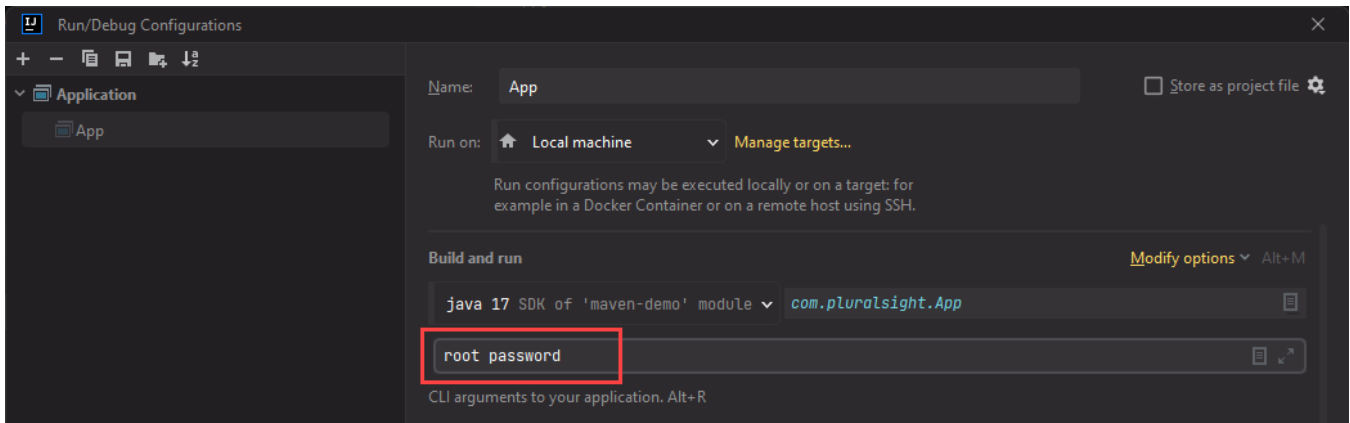 IJ Run/Debug Configurations
Application
App
Name: App
Store as project file
Run on: Local machine
Manage targets...
Run configurations may be executed locally or on a target: for
example in a Docker Container or on a remote host using SSH.
Build and run
Modify options Alt+M
java 17 SDK of 'maven-demo' module
com.pluralsight.App
root password
CLI arguments to your application. Alt+R